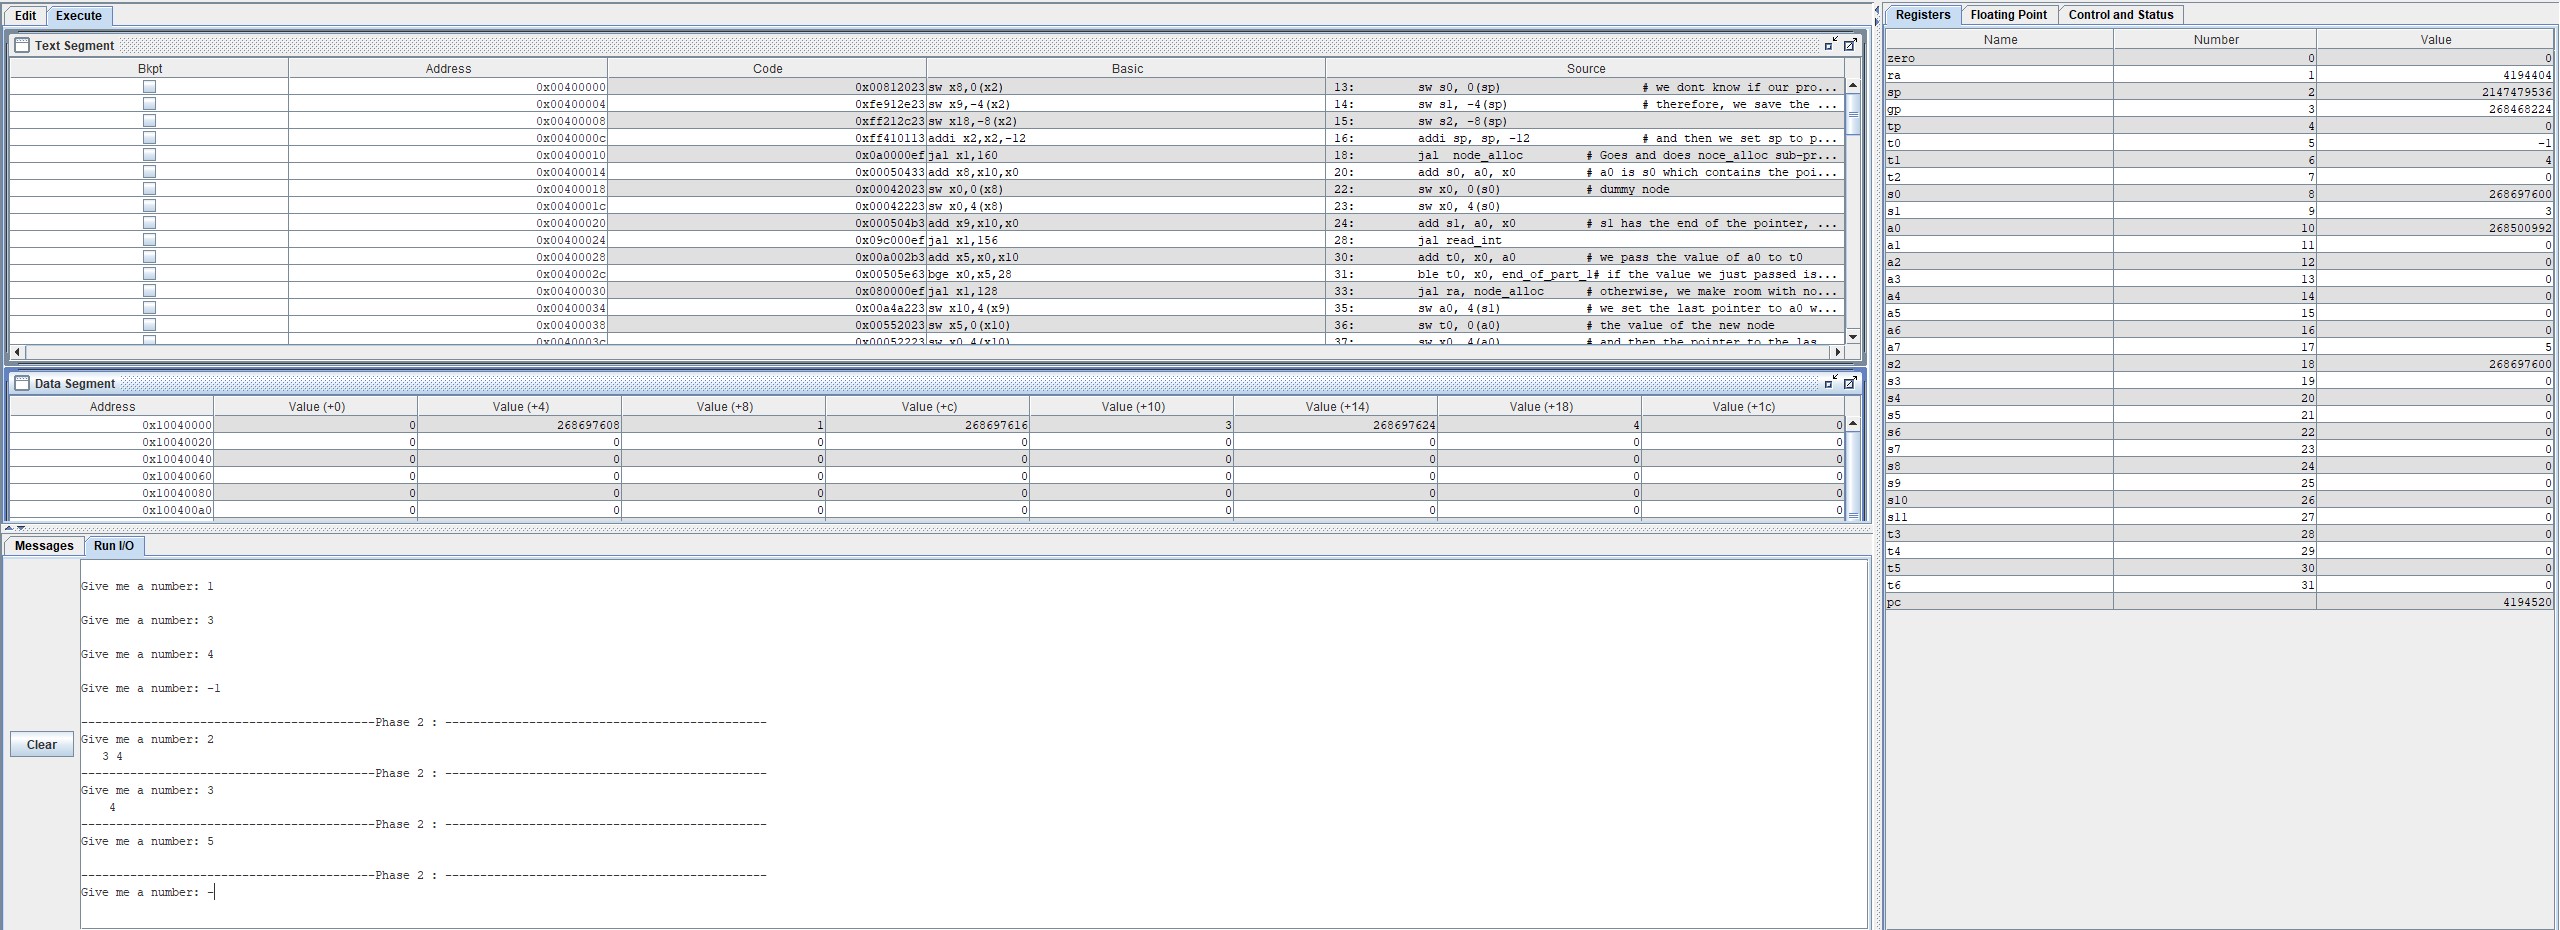 Edit Execute
Text Segment
Bkpt Address Code Basic Source
0x00400000 0x00812023 sw x8,0(x2) 13: sw s0, 0(sp) # we dont know if our pro...
0x00400004 0xfe912e23 sw x9,-4(x2) 14: sw s1, -4(sp) # therefore, we save the ...
0x00400008 0xff212c23 sw x18,-8(x2) 15: sw s2, -8(sp)
0x0040000c 0xff410113 addi x2,x2,-12 16: addi sp, sp, -12 # and then we set sp to p...
0x00400010 0x0a0000ef jal x1,160 18: jal node_alloc # Goes and does noce_alloc sub-pr...
0x00400014 0x00050433 add x8,x10,x0 20: add s0, a0, x0 # a0 is s0 which contains the poi...
0x00400018 0x00042023 sw x0,0(x8) 22: sw x0, 0(s0) # dummy node
0x0040001c 0x00042223 sw x0,4(x8) 23: sw x0, 4(s0)
0x00400020 0x000504b3 add x9,x10,x0 24: add s1, a0, x0 # s1 has the end of the pointer, ...
0x00400024 0x09c000ef jal x1,156 28: jal read_int
0x00400028 0x00a002b3 add x5,x0,x10 30: add t0, x0, a0 # we pass the value of a0 to t0
0x0040002c 0x00505e63 bge x0,x5,28 31: ble t0, x0, end_of_part_1# if the value we just passed is...
0x00400030 0x080000ef jal x1,128 33: jal ra, node_alloc # otherwise, we make room with no...
0x00400034 0x00a4a223 sw x10,4(x9) 35: sw a0, 4(s1) # we set the last pointer to a0 w...
0x00400038 0x00552023 sw x5,0(x10) 36: sw t0, 0(a0) # the value of the new node
0x0040003c 0x00052223 sw x0,4(x10) 37: sw x0, 4(a0) # and then the pointer to the las
Data Segment
Address Value (+0) Value (+4) Value (+8) Value (+c) Value (+10) Value (+14) Value (+18) Value (+1c)
0x10040000 0 268697608 1 268697616 3 268697624 4 0
0x10040020 0 0 0 0 0 0 0 0
0x10040040 0 0 0 0 0 0 0 0
0x10040060 0 0 0 0 0 0 0 0
0x10040080 0 0 0 0 0 0 0 0
0x100400a0 0 0 0 0 0 0 0 0
Messages Run I/O
Clear
Give me a number: 1
Give me a number: 3
Give me a number: 4
Give me a number: -1
------------------------------------------Phase 2 : ----------------------------------------------
Give me a number: 2
3 4
------------------------------------------Phase 2 : ----------------------------------------------
Give me a number: 3
4
------------------------------------------Phase 2 : ----------------------------------------------
Give me a number: 5
------------------------------------------Phase 2 : ----------------------------------------------
Give me a number: -
Registers Floating Point Control and Status
Name Number Value
zero 0 0
ra 1 4194404
sp 2 2147479536
gp 3 268468224
tp 4 0
t0 5 -1
t1 6 4
t2 7 0
s0 8 268697600
s1 9 3
a0 10 268500992
a1 11 0
a2 12 0
a3 13 0
a4 14 0
a5 15 0
a6 16 0
a7 17 5
s2 18 268697600
s3 19 0
s4 20 0
s5 21 0
s6 22 0
s7 23 0
s8 24 0
s9 25 0
s10 26 0
s11 27 0
t3 28 0
t4 29 0
t5 30 0
t6 31 0
pc 4194520